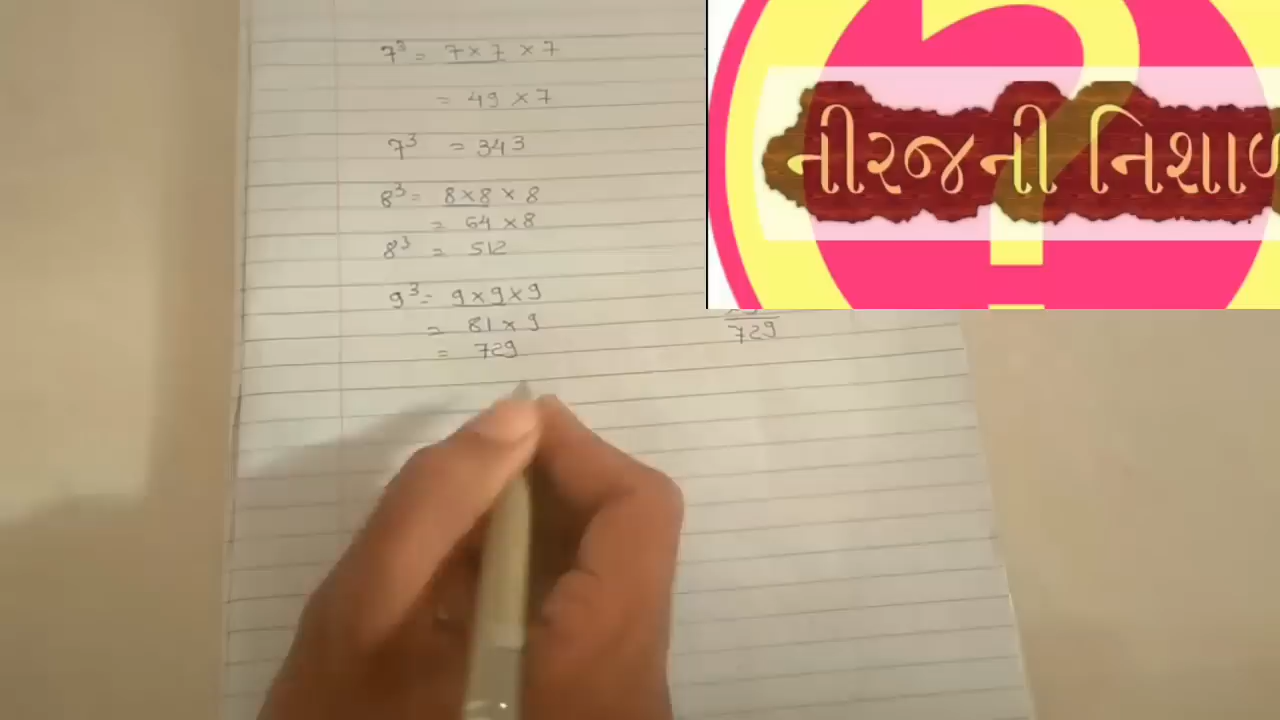 7³ = 7 × 7 × 7
= 49 × 7
7³ = 343
8³ = 8 × 8 × 8
= 64 × 8
8³ = 512
9³ = 9 × 9 × 9
= 81 × 9
= 729
729
નીરજની નિશાળ